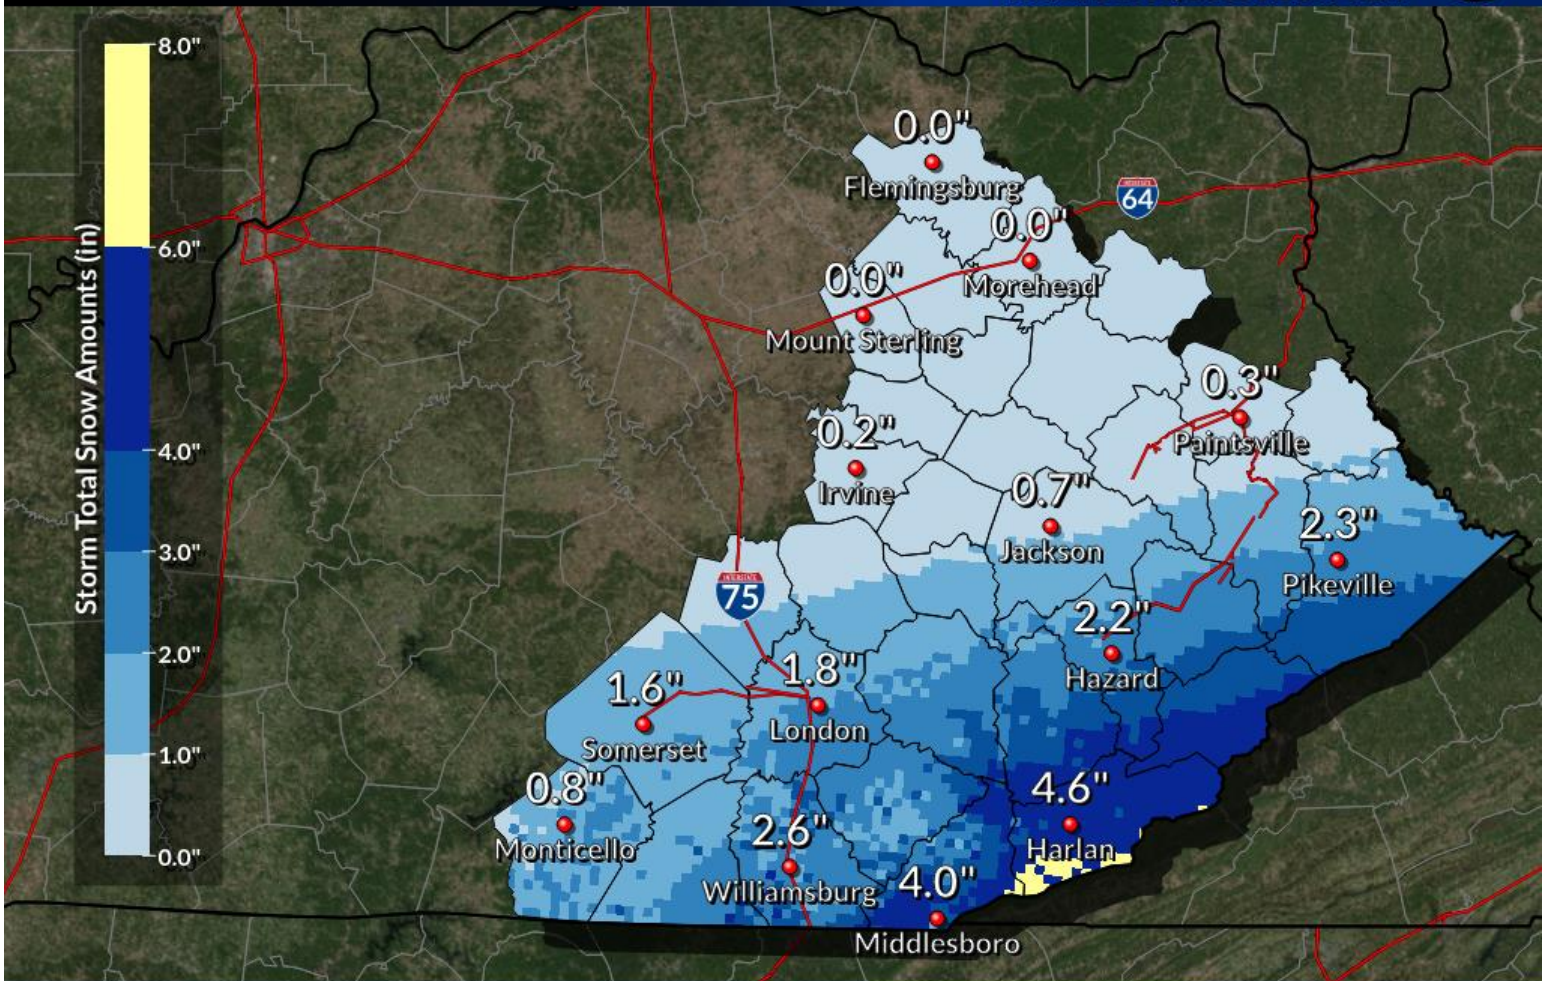 8.0"
6.0"
4.0"
3.0"
2.0"
1.0"
0.0"
Storm Total Snow Amounts (in)
0.0"
Flemingsburg
INTERSTATE
64
0.0"
Morehead
0.0"
Mount Sterling
0.3"
Paintsville
0.2"
Irvine
0.7"
Jackson
2.3"
Pikeville
INTERSTATE
75
2.2"
Hazard
1.8"
London
1.6"
Somerset
0.8"
Monticello
4.6"
Harlan
2.6"
Williamsburg
4.0"
Middlesboro